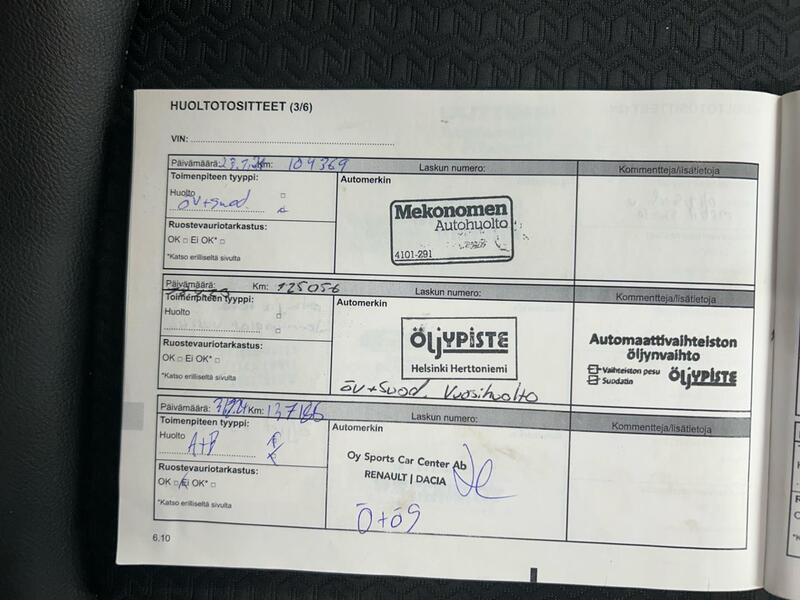 HUOLTOTOSITTEET (3/6)
VIN:
Päivämäärä: Km: 104369 Laskun numero: Kommentteja/lisätietoja
Toimenpiteen tyyppi: Automerkin
Huolto
öv+suod
Mekonomen
Autohuolto
4101-291
Ruostevauriotarkastus:
OK □ Ei OK* □
*Katso erilliseltä sivulta
Päivämäärä: Km: 125056 Laskun numero: Kommentteja/lisätietoja
Toimenpiteen tyyppi: Automerkin
Huolto
ÖLJYPISTE
Helsinki Herttoniemi
Automaattivaihteiston
öljynvaihto
Vaihteiston pesu
Suodatin
ÖLJYPISTE
Ruostevauriotarkastus:
OK □ Ei OK* □
*Katso erilliseltä sivulta
öv+suod. Vuosihuolto
Päivämäärä: Km: 137186 Laskun numero: Kommentteja/lisätietoja
Toimenpiteen tyyppi: Automerkin
Huolto A+B
Oy Sports Car Center Ab
RENAULT | DACIA
Ruostevauriotarkastus:
OK □ Ei OK* □
*Katso erilliseltä sivulta
Ö+ÖS
6.10